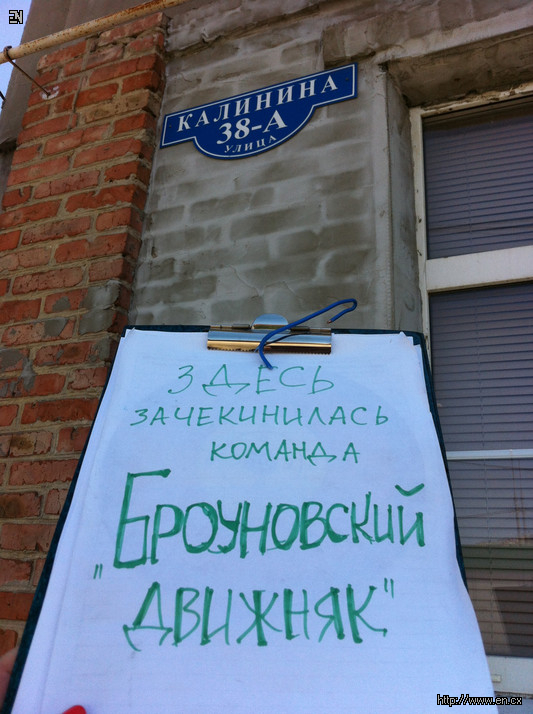 EN
КАЛИНИНА
38-А
УЛИЦА
ЗДЕСЬ
ЗАЧЕКИНИЛАСЬ
КОМАНДА
"БРОУНОВСКИЙ
ДВИЖНЯК"
http://www.en.cx